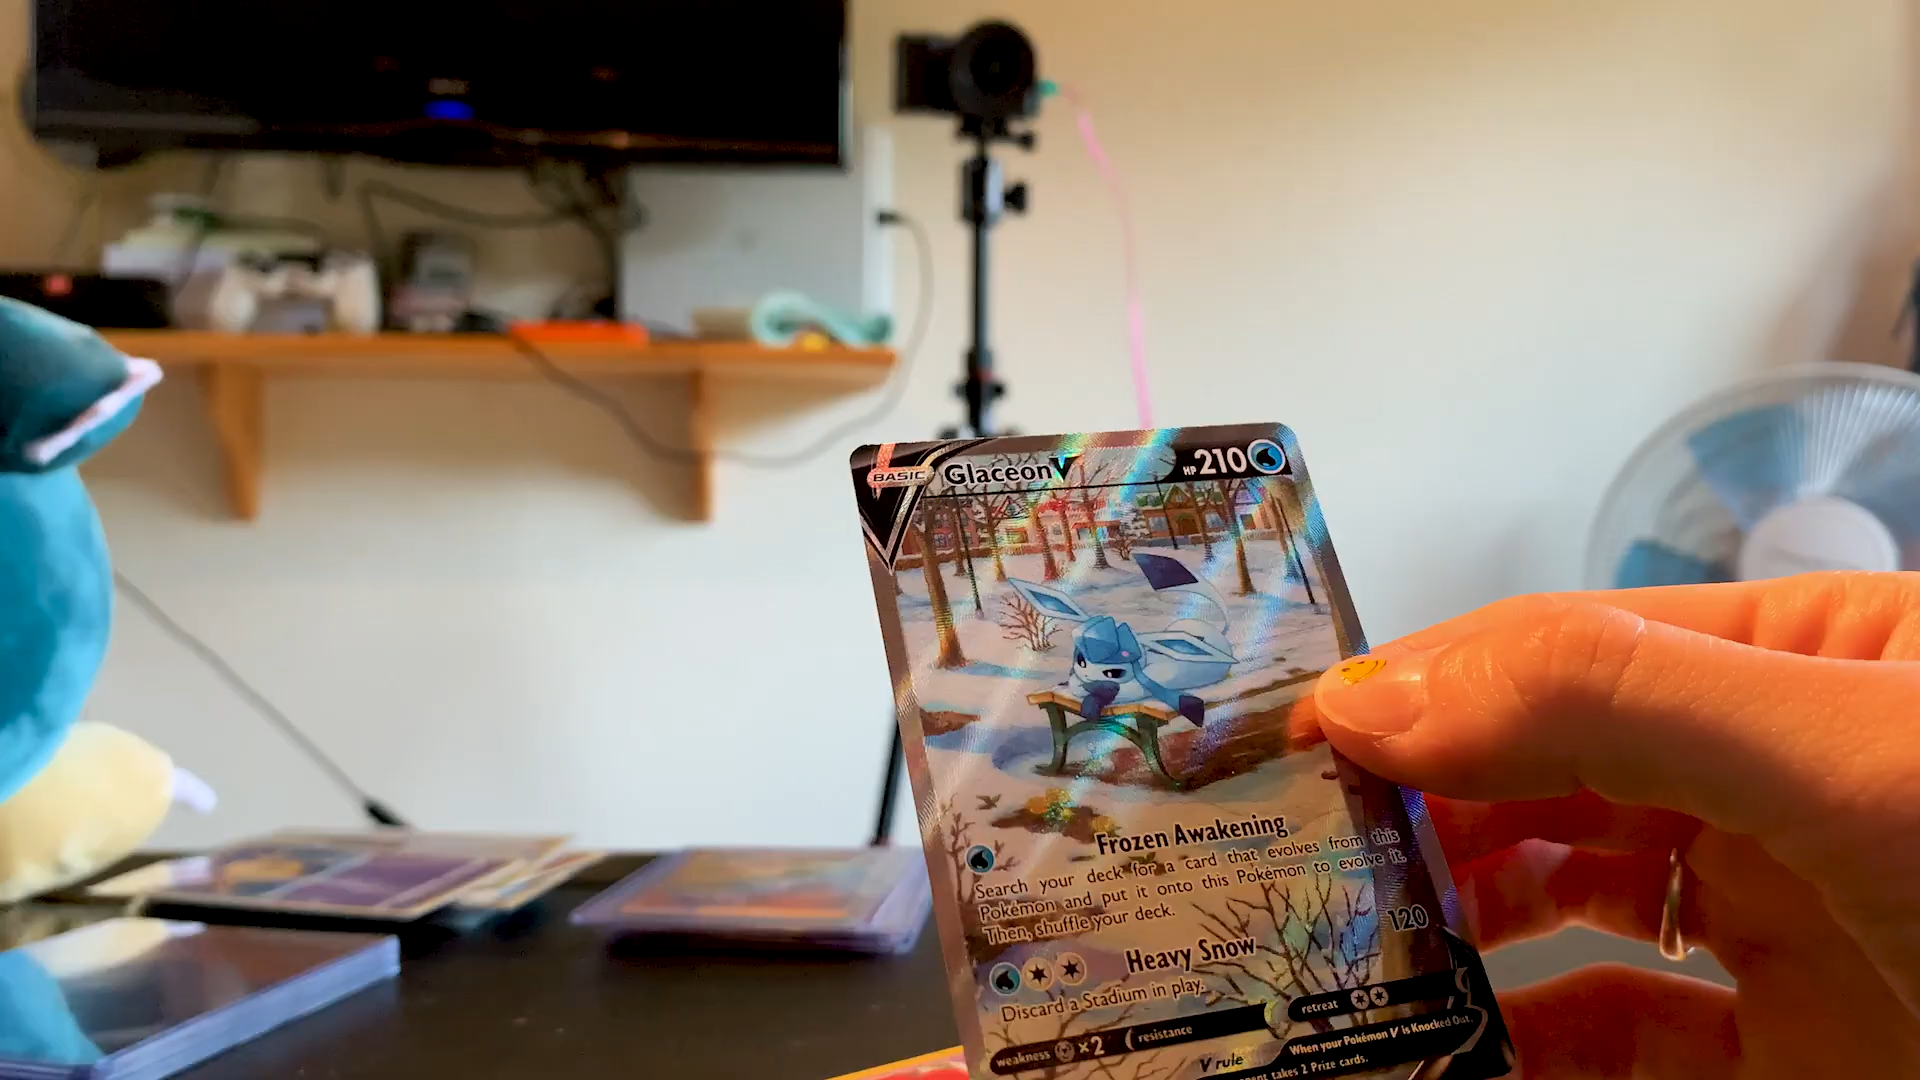 BASIC GlaceonV HP 210
Frozen Awakening
Search your deck for a card that evolves from this
Pokémon and put it onto this Pokémon to evolve it.
Then, shuffle your deck.
Heavy Snow 120
Discard a Stadium in play.
weakness ×2 resistance retreat
V rule When your Pokémon V is Knocked Out,
takes 2 Prize cards.